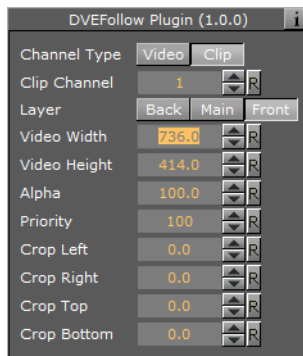 DVEFollow Plugin (1.0.0) i
Channel Type Video Clip
Clip Channel 1 R
Layer Back Main Front
Video Width 736.0 R
Video Height 414.0 R
Alpha 100.0 R
Priority 100 R
Crop Left 0.0 R
Crop Right 0.0 R
Crop Top 0.0 R
Crop Bottom 0.0 R